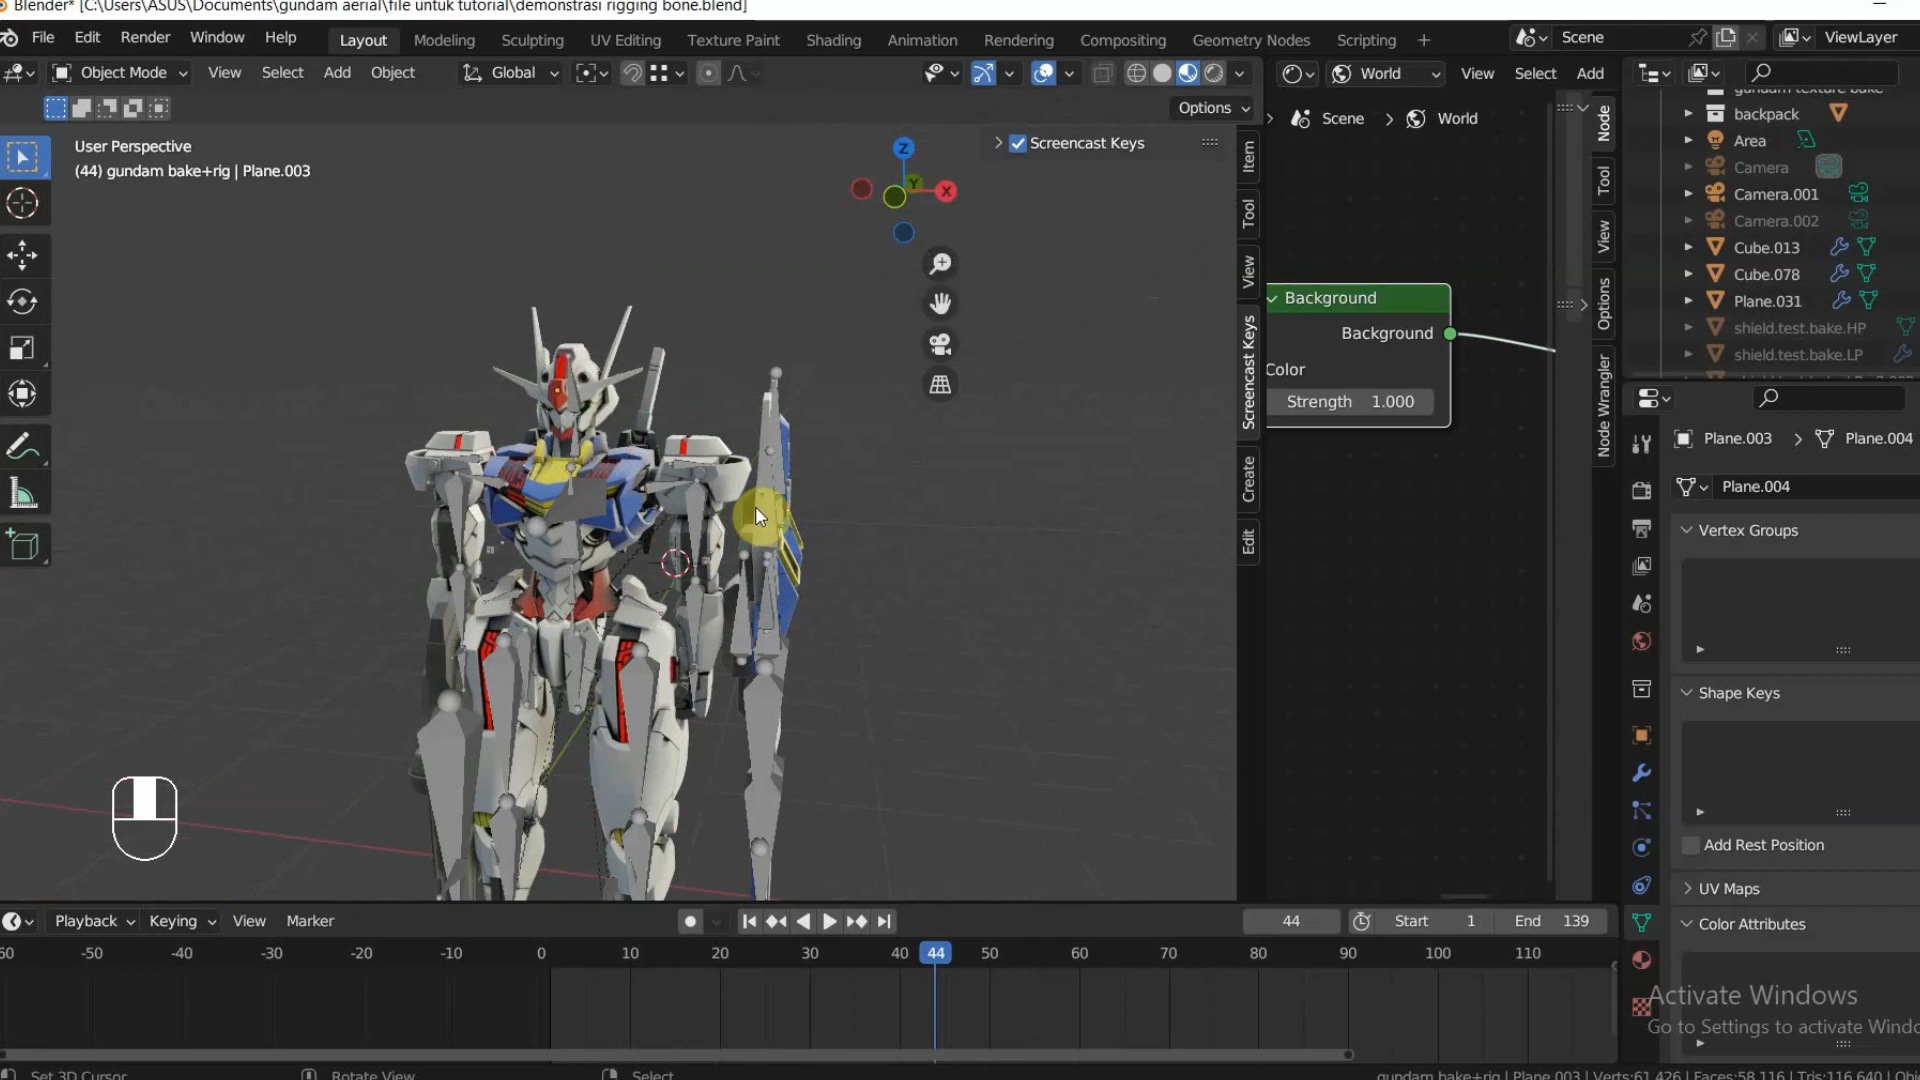 Blender* [C:\Users\ASUS\Documents\gundam aerial\file untuk tutorial\demonstrasi rigging bone.blend]
File Edit Render Window Help Layout Modeling Sculpting UV Editing Texture Paint Shading Animation Rendering Compositing Geometry Nodes Scripting + Scene ViewLayer
Object Mode View Select Add Object Global World View Select Add
Options
User Perspective
(44) gundam bake+rig | Plane.003
Z
Y
X
Screencast Keys
Item
Tool
View
Screencast Keys
Create
Edit
Scene > World
Background
Background
Color
Strength 1.000
Node
Tool
View
Options
Node Wrangler
gundam texture bake
backpack
Area
Camera
Camera.001
Camera.002
Cube.013
Cube.078
Plane.031
shield.test.bake.HP
shield.test.bake.LP
Plane.003 > Plane.004
Plane.004
Vertex Groups
Shape Keys
Add Rest Position
UV Maps
Color Attributes
Activate Windows
Go to Settings to activate Windo
Playback Keying View Marker 44 Start 1 End 139
-50 -40 -30 -20 -10 0 10 20 30 40 44 50 60 70 80 90 100 110
Set 3D Cursor Rotate View Select gundam bake+rig | Plane.003 | Verts:61,426 | Faces:58,116 | Tris:116,640 | Obj